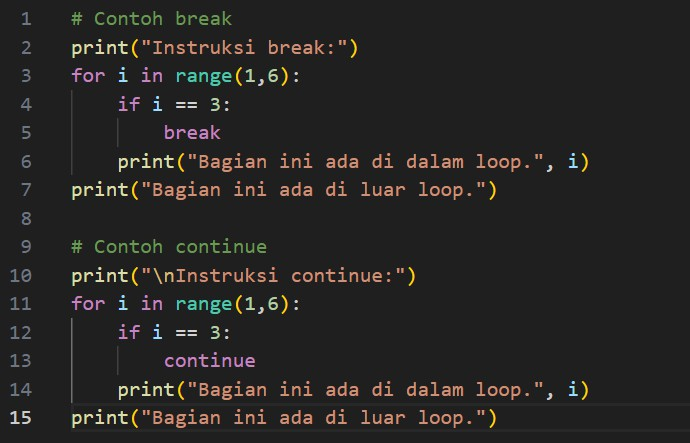 1 # Contoh break
2 print("Instruksi break:")
3 for i in range(1,6):
4     if i == 3:
5         break
6     print("Bagian ini ada di dalam loop.", i)
7 print("Bagian ini ada di luar loop.")
8
9 # Contoh continue
10 print("\nInstruksi continue:")
11 for i in range(1,6):
12     if i == 3:
13         continue
14     print("Bagian ini ada di dalam loop.", i)
15 print("Bagian ini ada di luar loop.")